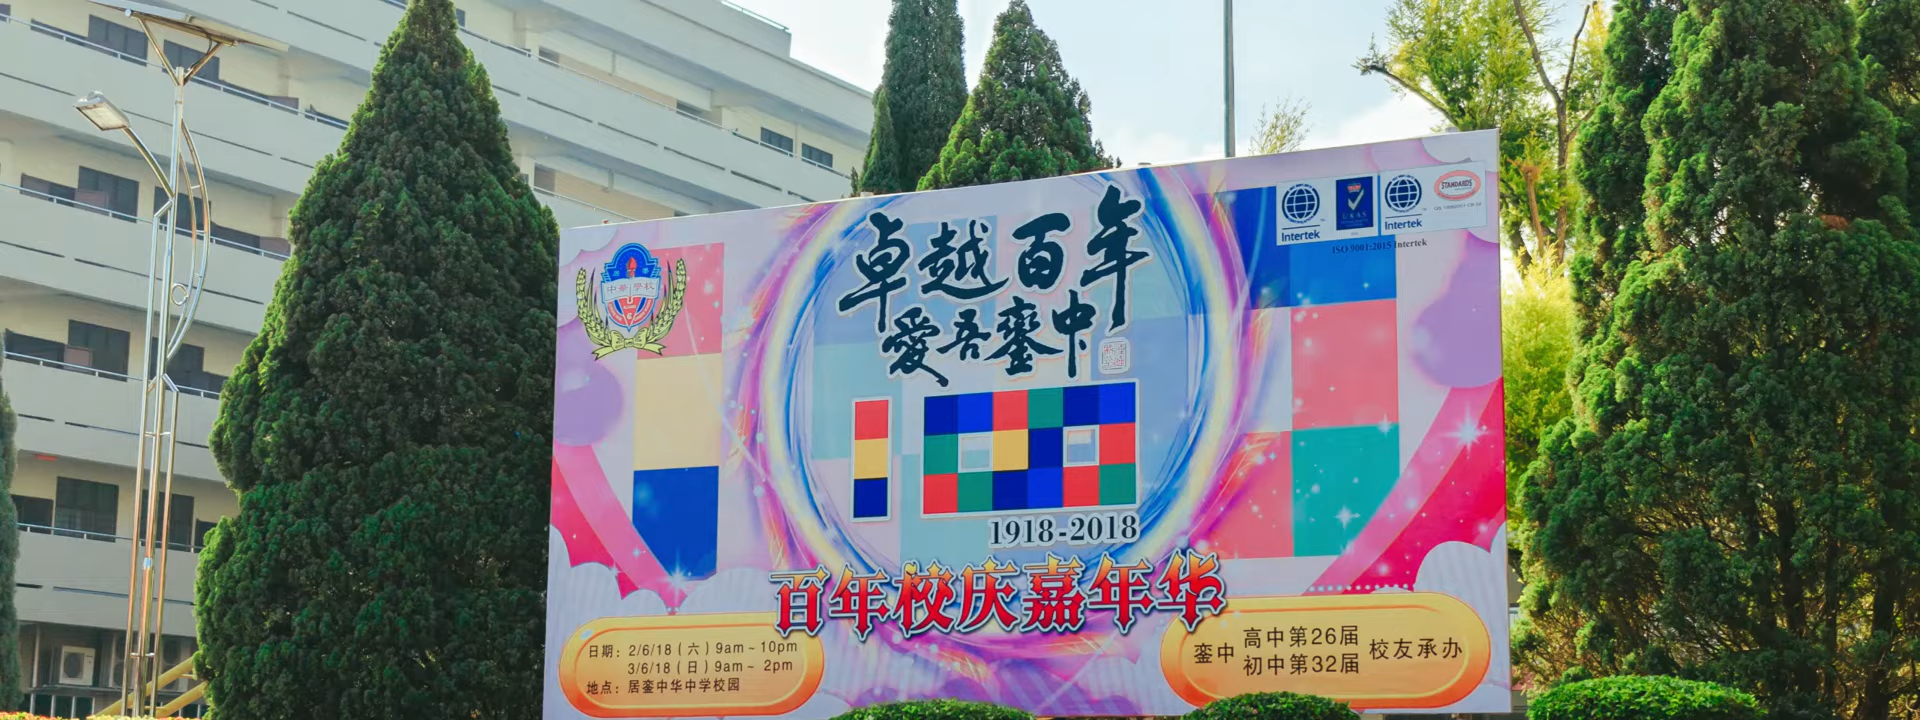 卓越百年
愛吾鑾中
1918-2018
百年校庆嘉年华
日期：2/6/18（六）9am~10pm
3/6/18（日）9am~ 2pm
地点：居銮中华中学校园
銮中 高中第26届 校友承办
初中第32届
中華學校
Intertek
UKAS
Intertek
STANDARDS
ISO 9001:2015 Intertek